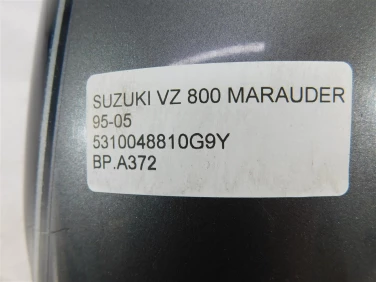 SUZUKI VZ 800 MARAUDER
95-05
5310048810G9Y
BP.A372